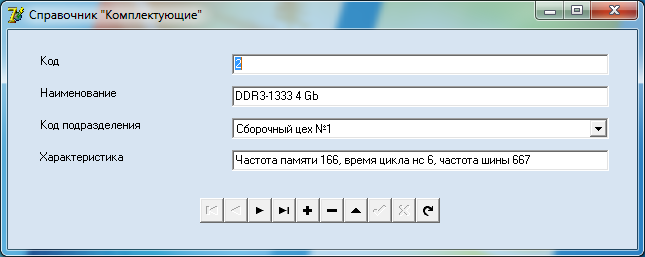 Справочник "Комплектующие"
Код 2
Наименование DDR3-1333 4 Gb
Код подразделения Сборочный цех №1
Характеристика Частота памяти 166, время цикла нс 6, частота шины 667